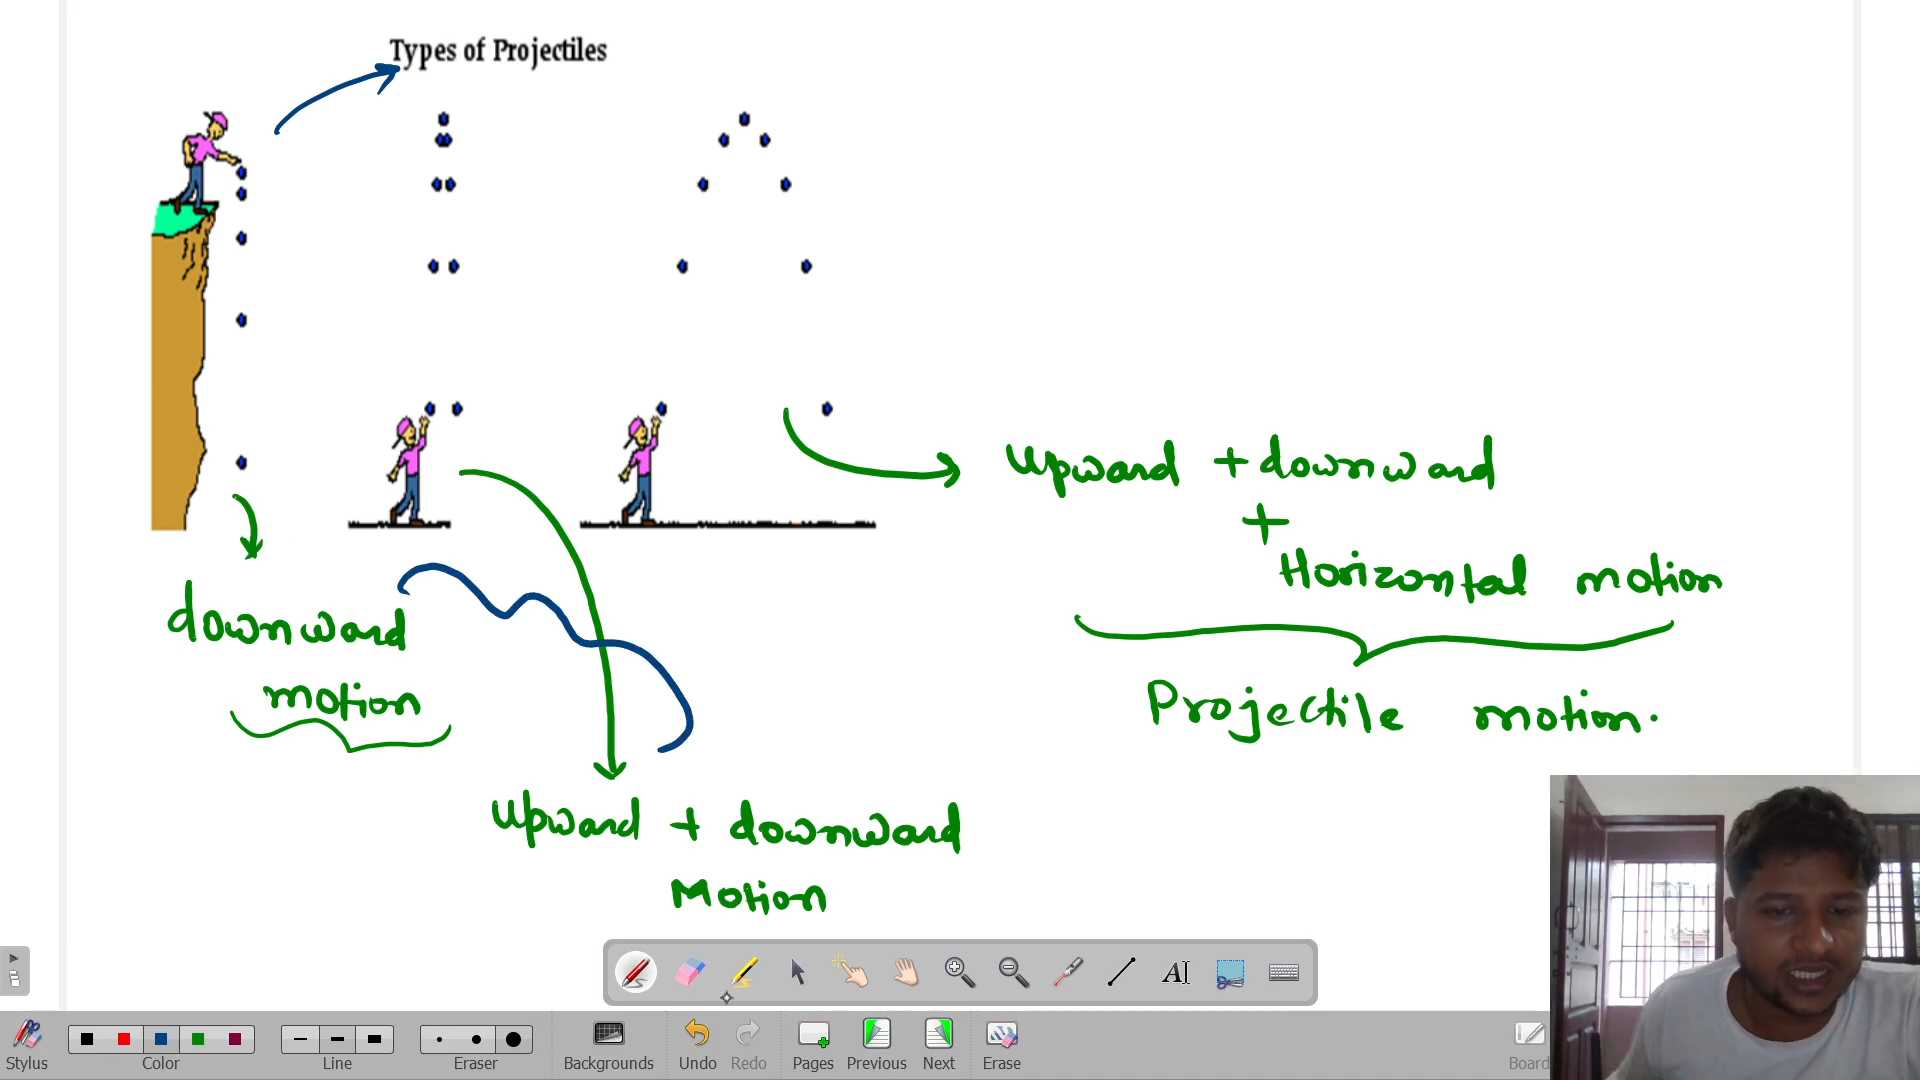 Types of Projectiles
upward + downward
+
Horizontal motion
downward
motion
Projectile motion.
upward + downward
Motion
AI
Stylus
Color
Line
Eraser
Backgrounds
Undo
Redo
Pages
Previous
Next
Erase
Board